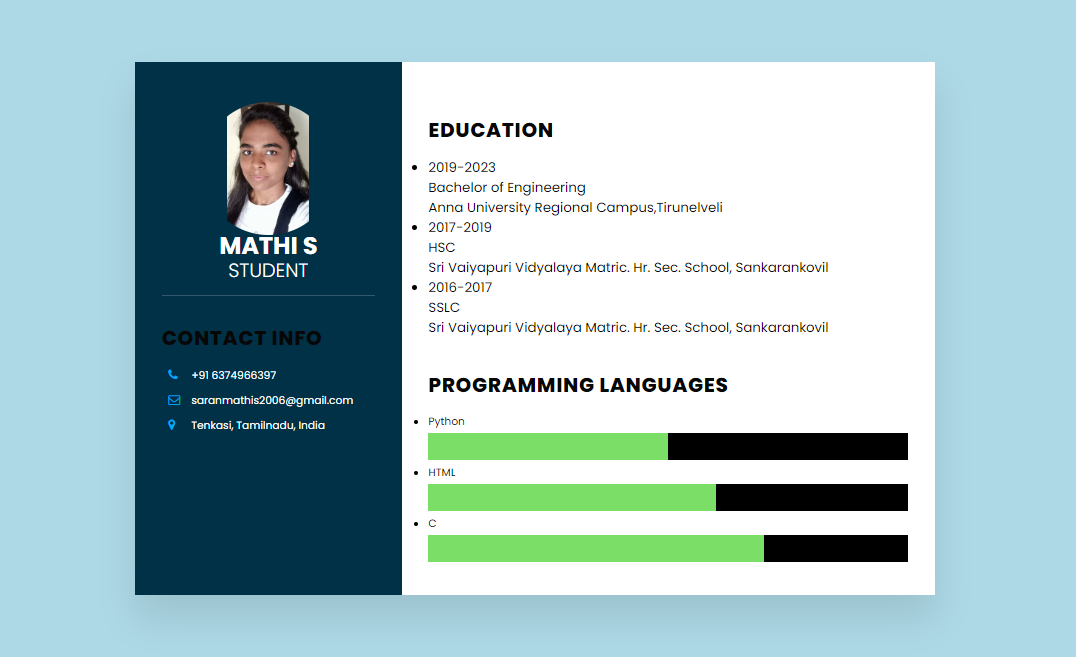 MATHI S
STUDENT
CONTACT INFO
+91 6374966397
saranmathis2006@gmail.com
Tenkasi, Tamilnadu, India
EDUCATION
2019-2023
Bachelor of Engineering
Anna University Regional Campus,Tirunelveli
2017-2019
HSC
Sri Vaiyapuri Vidyalaya Matric. Hr. Sec. School, Sankarankovil
2016-2017
SSLC
Sri Vaiyapuri Vidyalaya Matric. Hr. Sec. School, Sankarankovil
PROGRAMMING LANGUAGES
Python
HTML
C